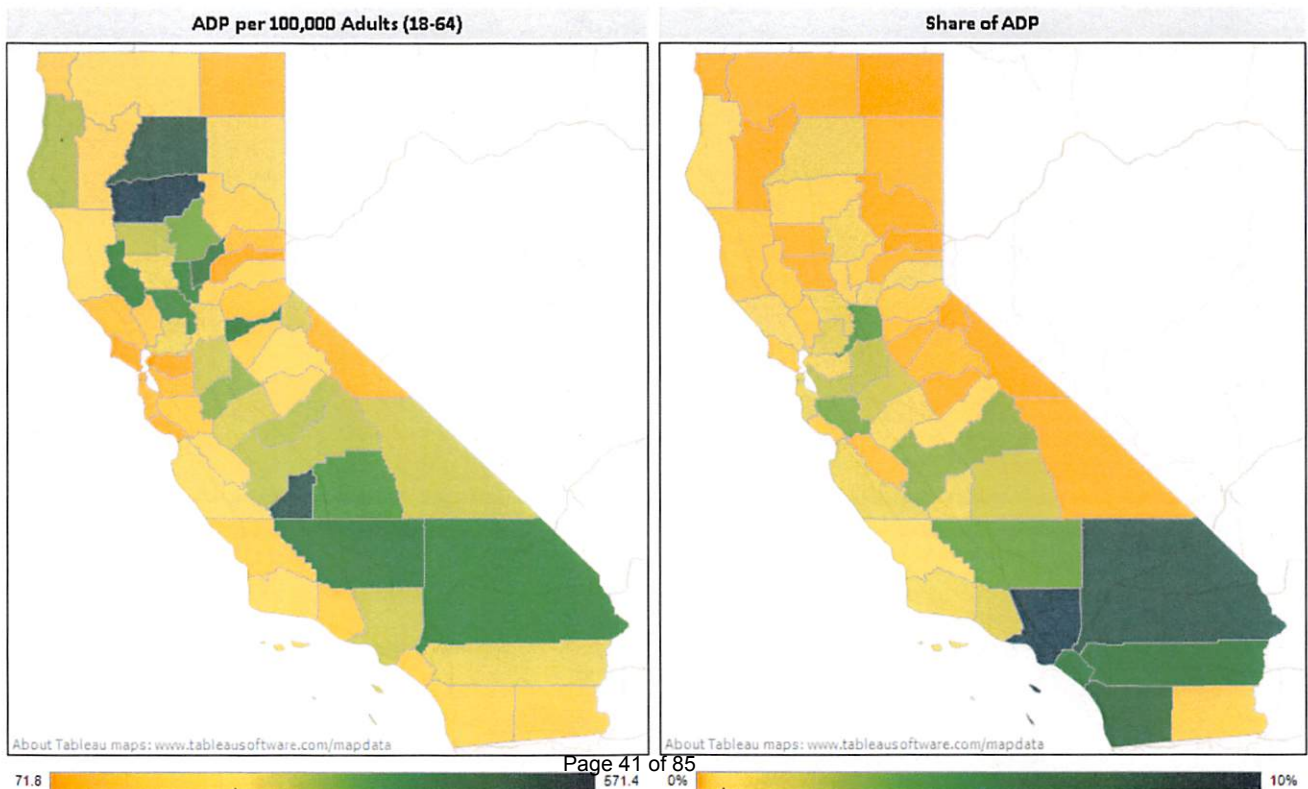 ADP per 100,000 Adults (18-64)
Share of ADP
About Tableau maps: www.tableausoftware.com/mapdata
About Tableau maps: www.tableausoftware.com/mapdata
Page 41 of 85
71.8
571.4
0%
10%